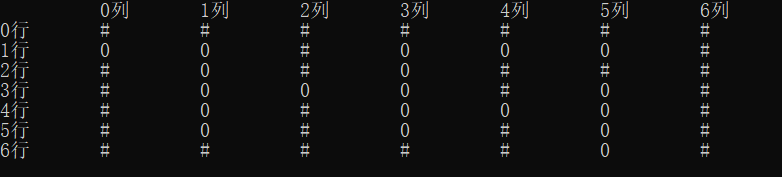 0列 1列 2列 3列 4列 5列 6列
0行 # # # # # # #
1行 0 0 # 0 0 0 #
2行 # 0 # 0 # # #
3行 # 0 0 0 # 0 #
4行 # 0 # 0 0 0 #
5行 # 0 # 0 # 0 #
6行 # # # # # 0 #